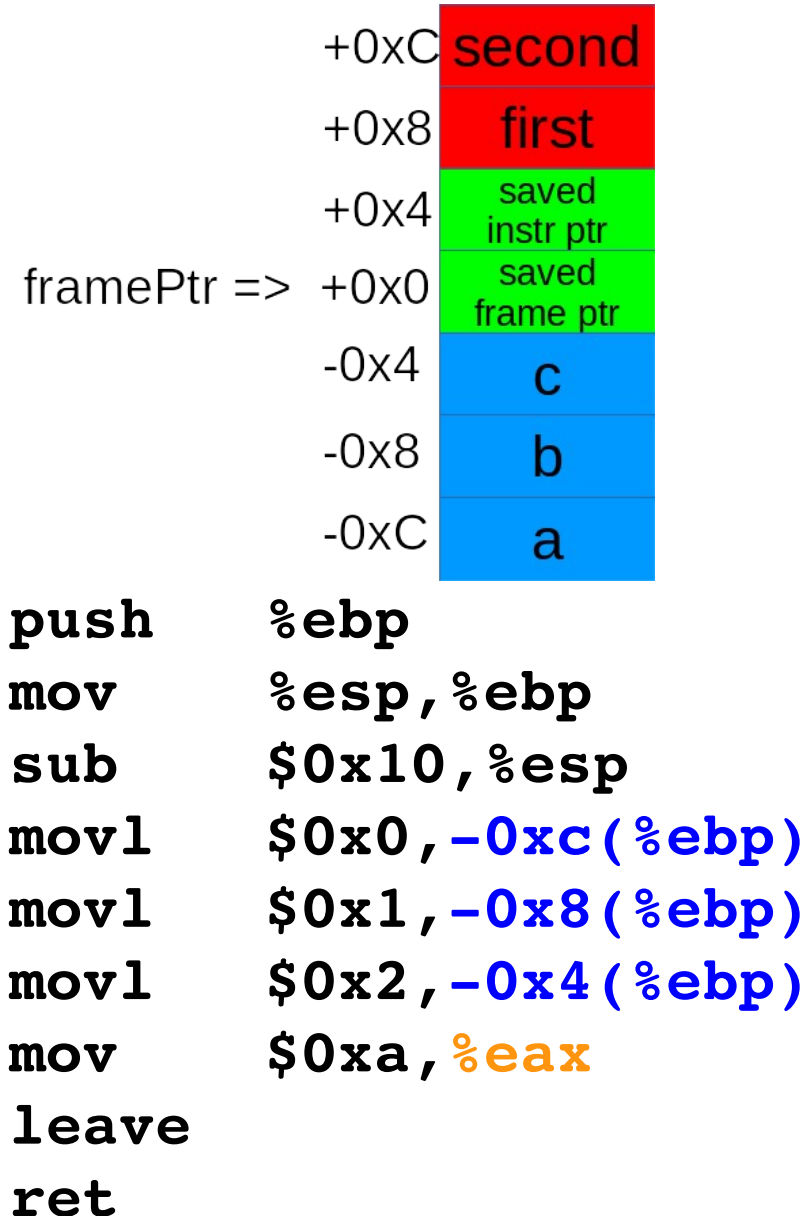 +0xC second
+0x8 first
+0x4 saved
instr ptr
framePtr => +0x0 saved
frame ptr
-0x4 c
-0x8 b
-0xC a
push %ebp
mov %esp,%ebp
sub $0x10,%esp
movl $0x0,-0xc(%ebp)
movl $0x1,-0x8(%ebp)
movl $0x2,-0x4(%ebp)
mov $0xa,%eax
leave
ret